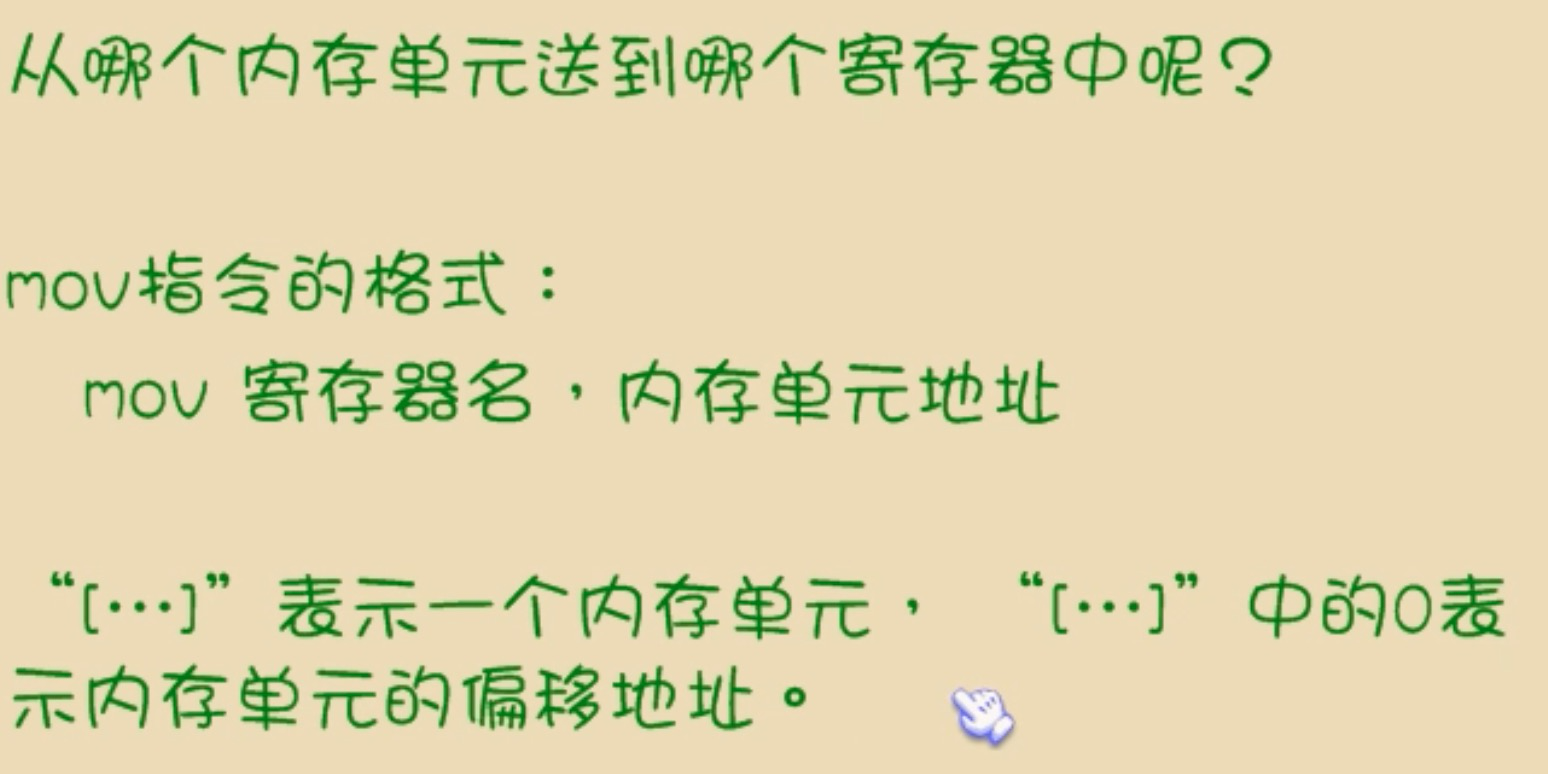 从哪个内存单元送到哪个寄存器中呢？
mov指令的格式：
mov 寄存器名，内存单元地址
“[…]”表示一个内存单元，“[…]”中的0表
示内存单元的偏移地址。